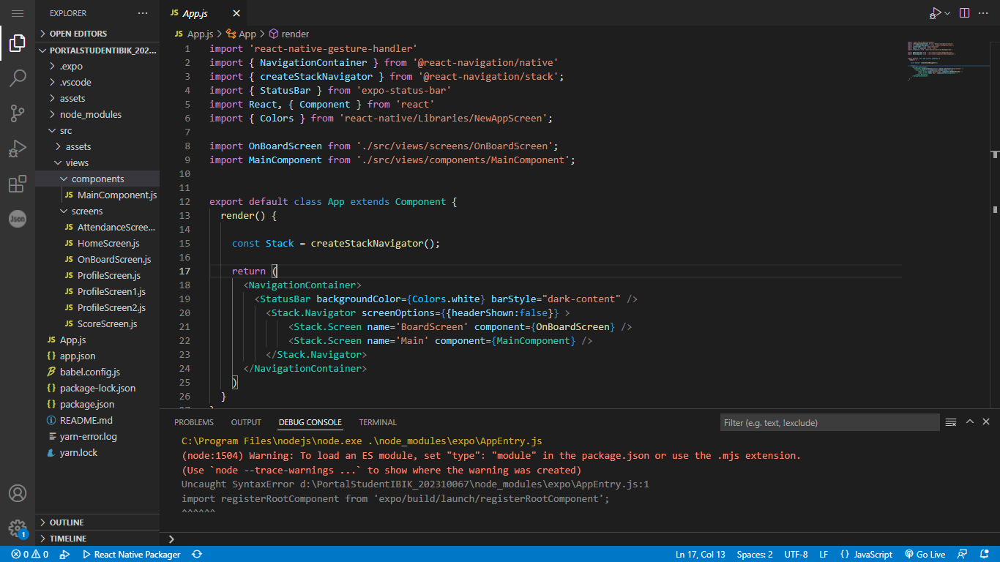 EXPLORER ...
JS App.js
OPEN EDITORS
PORTALSTUDENTIBIK_202...
.expo
.vscode
assets
node_modules
src
assets
views
components
JS MainComponent.js
screens
JS AttendanceScree...
JS HomeScreen.js
JS OnBoardScreen.js
JS ProfileScreen.js
JS ProfileScreen1.js
JS ProfileScreen2.js
JS ScoreScreen.js
JS App.js
{} app.json
babel.config.js
{} package-lock.json
{} package.json
README.md
yarn-error.log
yarn.lock
OUTLINE
TIMELINE
Json
1
JS App.js > App > render
1 import 'react-native-gesture-handler'
2 import { NavigationContainer } from '@react-navigation/native'
3 import { createStackNavigator } from '@react-navigation/stack';
4 import { StatusBar } from 'expo-status-bar'
5 import React, { Component } from 'react'
6 import { Colors } from 'react-native/Libraries/NewAppScreen';
7
8 import OnBoardScreen from './src/views/screens/OnBoardScreen';
9 import MainComponent from './src/views/components/MainComponent';
10
11
12 export default class App extends Component {
13 render() {
14
15 const Stack = createStackNavigator();
16
17 return (
18 <NavigationContainer>
19 <StatusBar backgroundColor={Colors.white} barStyle="dark-content" />
20 <Stack.Navigator screenOptions={{headerShown:false}} >
21 <Stack.Screen name='BoardScreen' component={OnBoardScreen} />
22 <Stack.Screen name='Main' component={MainComponent} />
23 </Stack.Navigator>
24 </NavigationContainer>
25 )
26 }
PROBLEMS OUTPUT DEBUG CONSOLE TERMINAL
Filter (e.g. text, !exclude)
C:\Program Files\nodejs\node.exe .\node_modules\expo\AppEntry.js
(node:1504) Warning: To load an ES module, set "type": "module" in the package.json or use the .mjs extension.
(Use `node --trace-warnings ...` to show where the warning was created)
Uncaught SyntaxError d:\PortalStudentIBIK_202310067\node_modules\expo\AppEntry.js:1
import registerRootComponent from 'expo/build/launch/registerRootComponent';
^^^^^^
0 0 React Native Packager Ln 17, Col 13 Spaces: 2 UTF-8 LF {} JavaScript Go Live